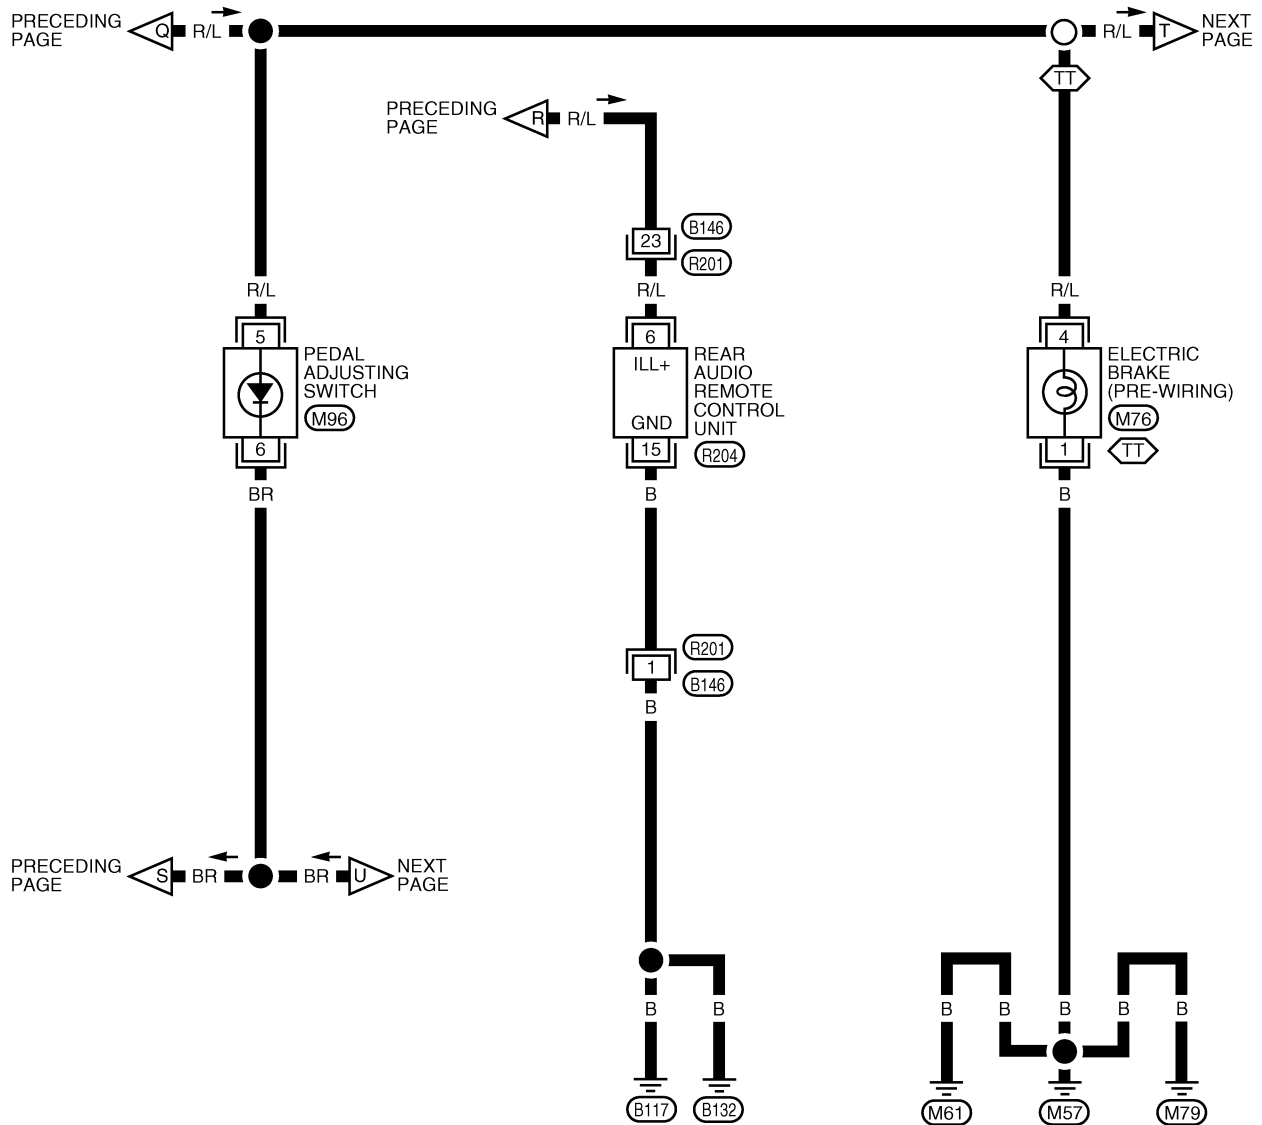 PRECEDING
PAGE
Q
R/L
R/L
T
NEXT
PAGE
TT
PRECEDING
PAGE
R
R/L
23
B146
R201
R/L
R/L
R/L
5
PEDAL
ADJUSTING
SWITCH
M96
6
BR
6
ILL+
GND
15
REAR
AUDIO
REMOTE
CONTROL
UNIT
R204
B
4
ELECTRIC
BRAKE
(PRE-WIRING)
M76
1
TT
B
1
R201
B146
B
PRECEDING
PAGE
S
BR
BR
U
NEXT
PAGE
B
B
B
B
B
B
B
B117
B132
M61
M57
M79